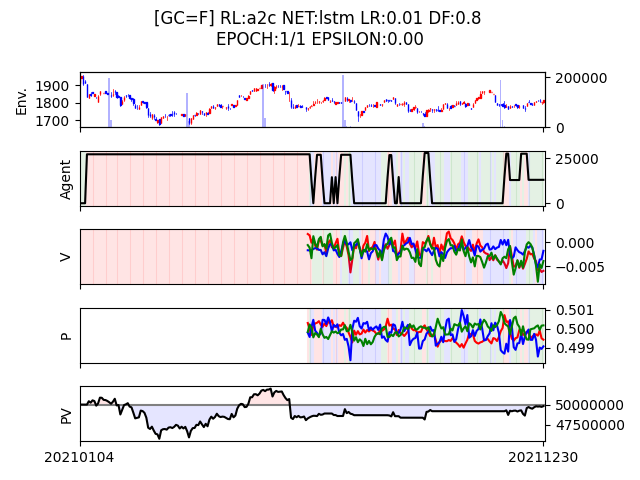 [GC=F] RL:a2c NET:lstm LR:0.01 DF:0.8
EPOCH:1/1 EPSILON:0.00
Env.
1900
1800
1700
200000
0
Agent
25000
0
V
0.000
−0.005
P
0.501
0.500
0.499
PV
50000000
47500000
20210104
20211230